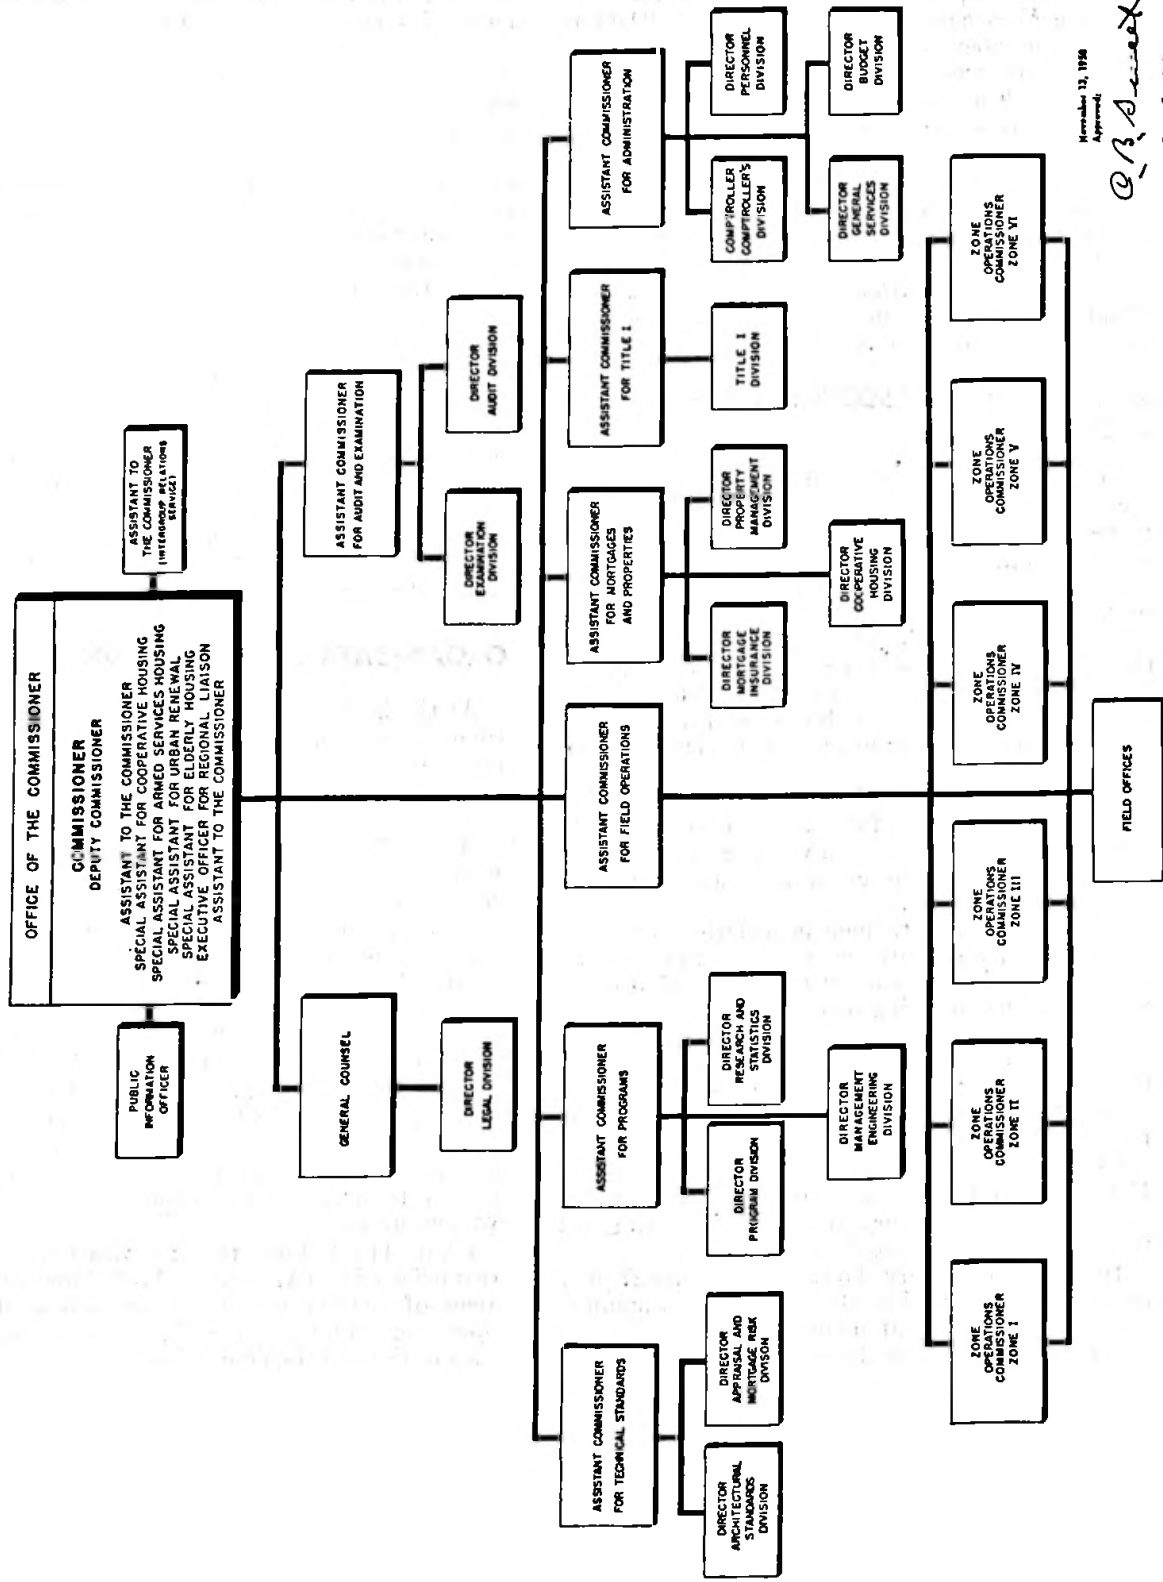 OFFICE OF THE COMMISSIONER
COMMISSIONER
DEPUTY COMMISSIONER
ASSISTANT TO THE COMMISSIONER
SPECIAL ASSISTANT FOR COOPERATIVE HOUSING
SPECIAL ASSISTANT FOR ARMED SERVICES HOUSING
SPECIAL ASSISTANT FOR URBAN RENEWAL
SPECIAL ASSISTANT FOR ELDERLY HOUSING
EXECUTIVE OFFICER FOR REGIONAL LIAISON
ASSISTANT TO THE COMMISSIONER
PUBLIC
INFORMATION
OFFICER
ASSISTANT TO
THE COMMISSIONER
(INTERGROUP RELATIONS
SERVICE)
GENERAL COUNSEL
DIRECTOR
LEGAL DIVISION
ASSISTANT COMMISSIONER
FOR AUDIT AND EXAMINATION
DIRECTOR
EXAMINATION
DIVISION
DIRECTOR
AUDIT DIVISION
ASSISTANT COMMISSIONER
FOR TECHNICAL STANDARDS
DIRECTOR
ARCHITECTURAL
STANDARDS
DIVISION
DIRECTOR
APPRAISAL AND
MORTGAGE RISK
DIVISON
ASSISTANT COMMISSIONER
FOR PROGRAMS
DIRECTOR
PROGRAM DIVISION
DIRECTOR
RESEARCH AND
STATISTICS
DIVISION
DIRECTOR
MANAGEMENT
ENGINEERING
DIVISION
ASSISTANT COMMISSIONER
FOR FIELD OPERATIONS
ASSISTANT COMMISSIONER
FOR MORTGAGES
AND PROPERTIES
DIRECTOR
MORTGAGE
INSURANCE
DIVISION
DIRECTOR
PROPERTY
MANAGEMENT
DIVISION
DIRECTOR
COOPERATIVE
HOUSING
DIVISION
ASSISTANT COMMISSIONER
FOR TITLE I
TITLE I
DIVISION
ASSISTANT COMMISSIONER
FOR ADMINISTRATION
COMPTROLLER
COMPTROLLER'S
DIVISION
DIRECTOR
PERSONNEL
DIVISION
DIRECTOR
GENERAL
SERVICES
DIVISION
DIRECTOR
BUDGET
DIVISION
ZONE
OPERATIONS
COMMISSIONER
ZONE I
ZONE
OPERATIONS
COMMISSIONER
ZONE II
ZONE
OPERATIONS
COMMISSIONER
ZONE III
ZONE
OPERATIONS
COMMISSIONER
ZONE IV
ZONE
OPERATIONS
COMMISSIONER
ZONE V
ZONE
OPERATIONS
COMMISSIONER
ZONE VI
FIELD OFFICES
November 13, 1958
Approved: